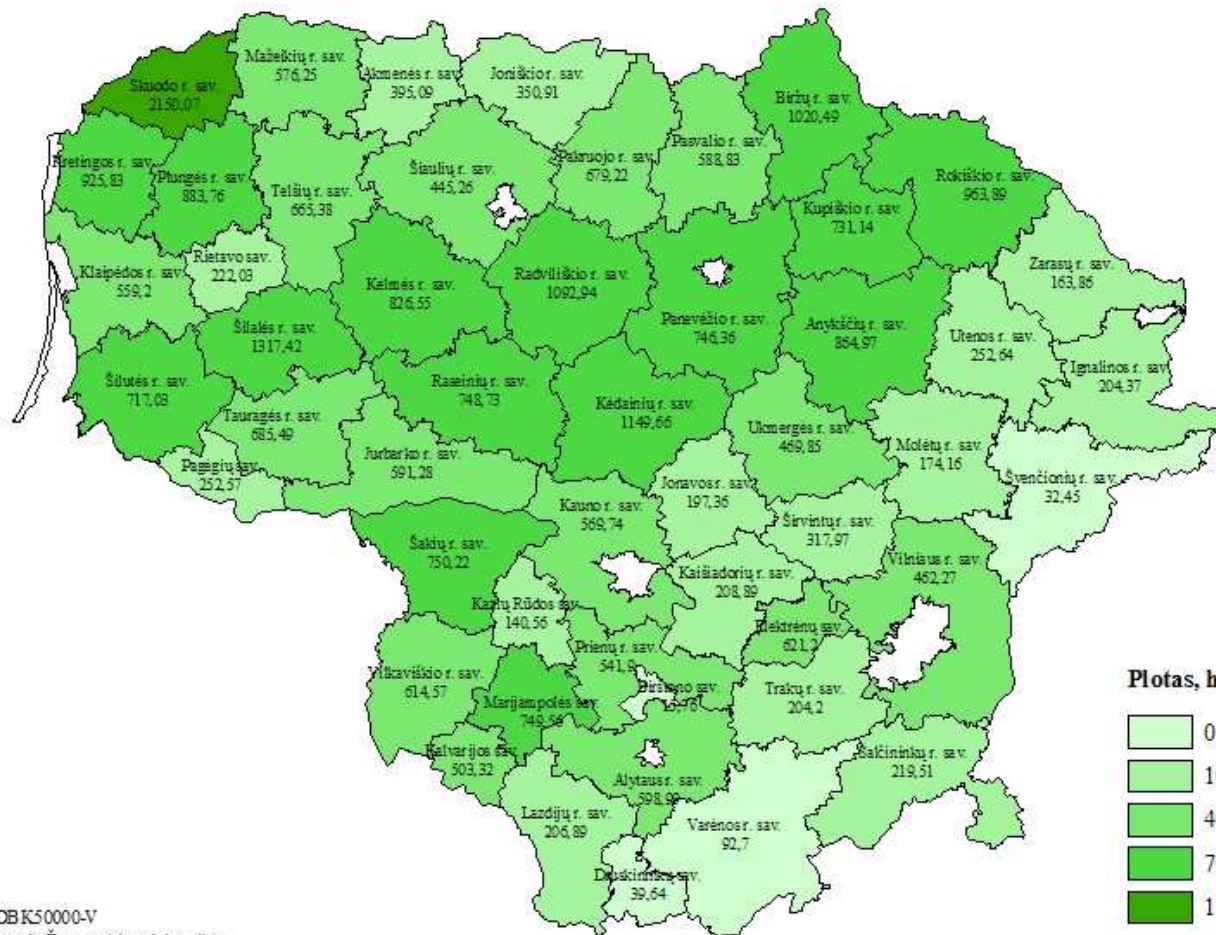 Skuodo r. sav.
2150,07
Mažeikių r. sav.
576,25
Akmenės r. sav.
395,09
Joniškio r. sav.
350,91
Pakruojo r. sav.
679,22
Pasvalio r. sav.
588,83
Biržų r. sav.
1020,49
Kretingos r. sav.
925,83
Plungės r. sav.
883,76
Telšių r. sav.
665,38
Šiaulių r. sav.
445,26
Rokiškio r. sav.
963,89
Kupiškio r. sav.
731,14
Klaipėdos r. sav.
559,2
Rietavo sav.
222,03
Kelmės r. sav.
826,55
Radviliškio r. sav.
1092,94
Panevėžio r. sav.
746,36
Anykščių r. sav.
864,97
Zarasų r. sav.
163,86
Utenos r. sav.
252,64
Ignalinos r. sav.
204,37
Šilalės r. sav.
1317,42
Šilutės r. sav.
717,03
Tauragės r. sav.
685,49
Raseinių r. sav.
748,73
Kėdainių r. sav.
1149,66
Ukmergės r. sav.
469,85
Molėtų r. sav.
174,16
Švenčionių r. sav.
32,45
Pagėgių sav.
252,57
Jurbarko r. sav.
591,28
Kauno r. sav.
569,74
Jonavos r. sav.
197,36
Širvintų r. sav.
317,97
Vilniaus r. sav.
462,27
Šakių r. sav.
750,22
Kazlų Rūdos sav.
140,56
Kaišiadorių r. sav.
208,89
Elektrėnų sav.
621,2
Prienų r. sav.
541,9
Birštono sav.
Vilkaviškio r. sav.
614,57
Marijampolės sav.
749,56
Trakų r. sav.
204,2
Kalvarijos sav.
503,32
Alytaus r. sav.
598,99
Šalčininkų r. sav.
219,51
Lazdijų r. sav.
206,89
Varėnos r. sav.
92,7
Druskininkų sav.
39,64
Plotas, h
0
1
4
7
1
DBK50000-V